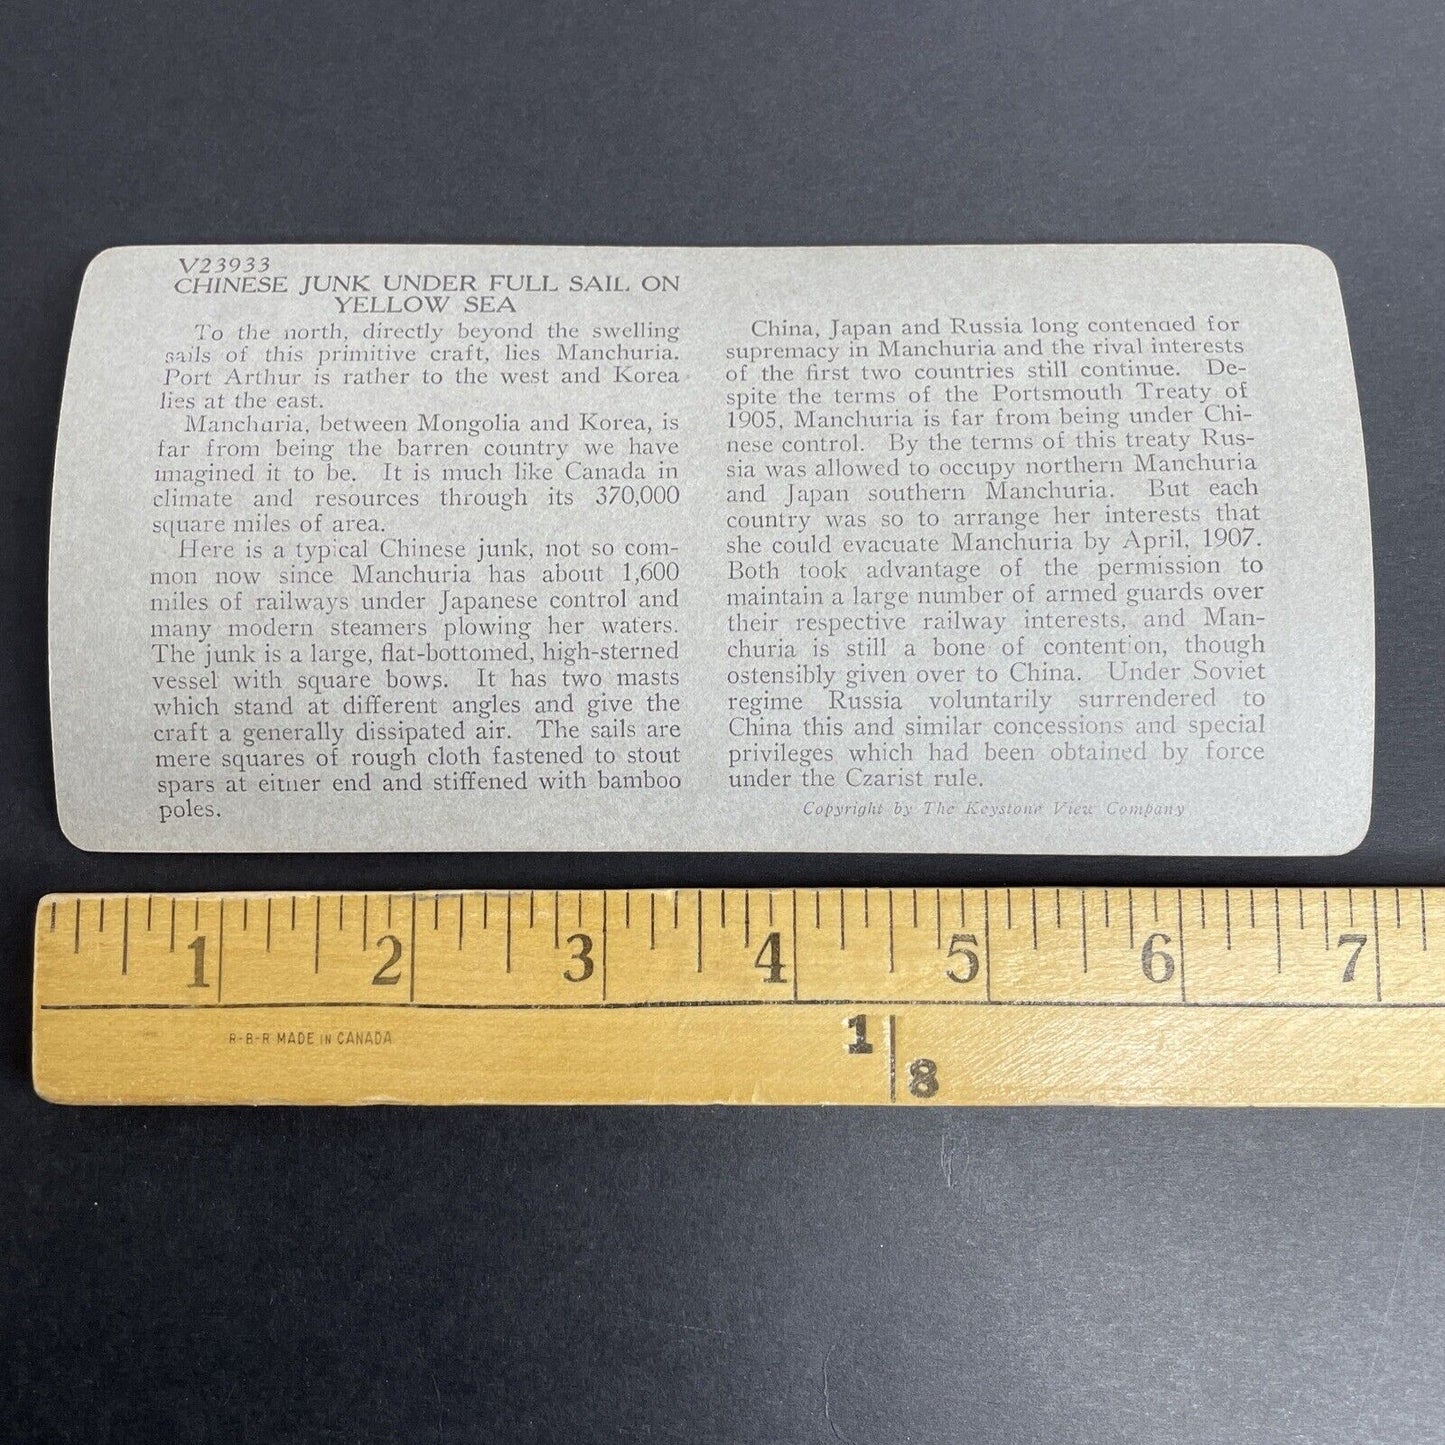 V23933
CHINESE JUNK UNDER FULL SAIL ON
YELLOW SEA
To the north, directly beyond the swelling
sails of this primitive craft, lies Manchuria.
Port Arthur is rather to the west and Korea
lies at the east.
Manchuria, between Mongolia and Korea, is
far from being the barren country we have
imagined it to be. It is much like Canada in
climate and resources through its 370,000
square miles of area.
Here is a typical Chinese junk, not so com-
mon now since Manchuria has about 1,600
miles of railways under Japanese control and
many modern steamers plowing her waters.
The junk is a large, flat-bottomed, high-sterned
vessel with square bows. It has two masts
which stand at different angles and give the
craft a generally dissipated air. The sails are
mere squares of rough cloth fastened to stout
spars at either end and stiffened with bamboo
poles.
China, Japan and Russia long contended for
supremacy in Manchuria and the rival interests
of the first two countries still continue. De-
spite the terms of the Portsmouth Treaty of
1905, Manchuria is far from being under Chi-
nese control. By the terms of this treaty Rus-
sia was allowed to occupy northern Manchuria
and Japan southern Manchuria. But each
country was so to arrange her interests that
she could evacuate Manchuria by April, 1907.
Both took advantage of the permission to
maintain a large number of armed guards over
their respective railway interests, and Man-
churia is still a bone of contention, though
ostensibly given over to China. Under Soviet
regime Russia voluntarily surrendered to
China this and similar concessions and special
privileges which had been obtained by force
under the Czarist rule.
Copyright by The Keystone View Company
1 2 3 4 5 6 7
R-B-R MADE IN CANADA
1
8